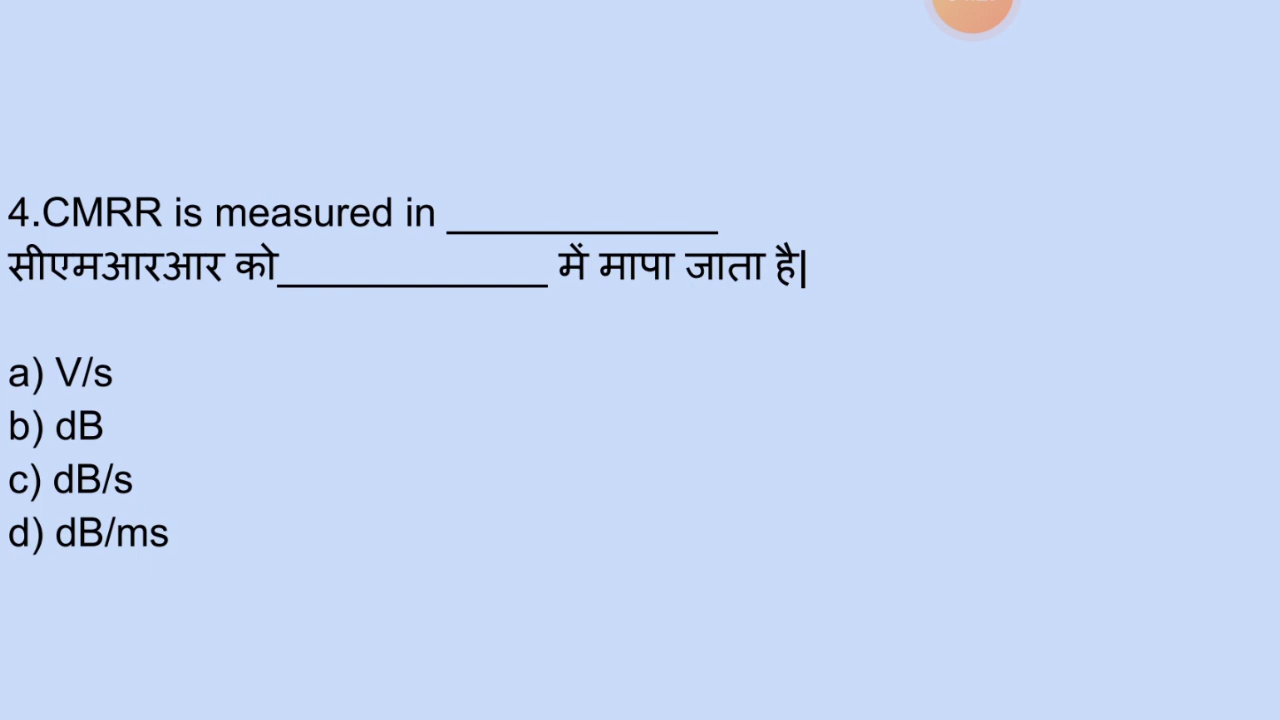 4.CMRR is measured in ____________
सीएमआरआर को____________ में मापा जाता है|
a) V/s
b) dB
c) dB/s
d) dB/ms